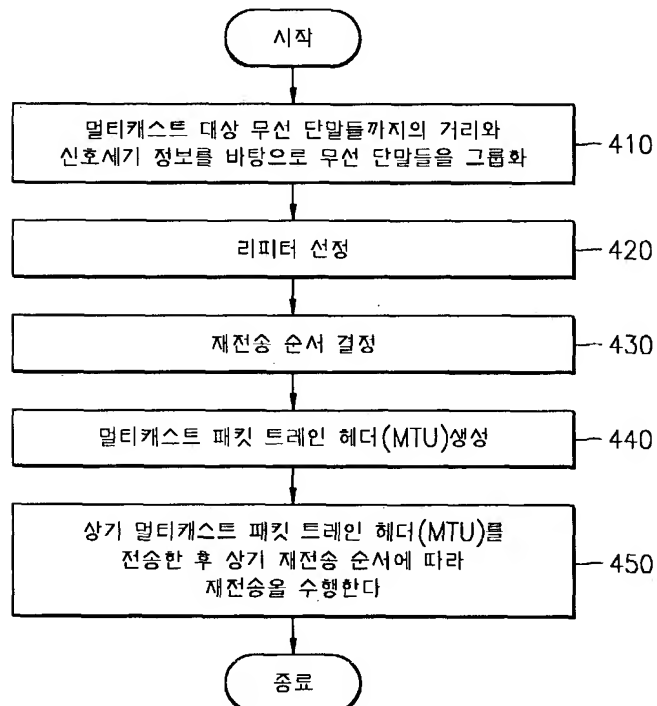 시작
멀티캐스트 대상 무선 단말들까지의 거리와
신호세기 정보를 바탕으로 무선 단말들을 그룹화
410
리피터 선정
420
재전송 순서 결정
430
멀티캐스트 패킷 트레인 헤더(MTU)생성
440
상기 멀티캐스트 패킷 트레인 헤더(MTU)를
전송한 후 상기 재전송 순서에 따라
재전송을 수행한다
450
종료